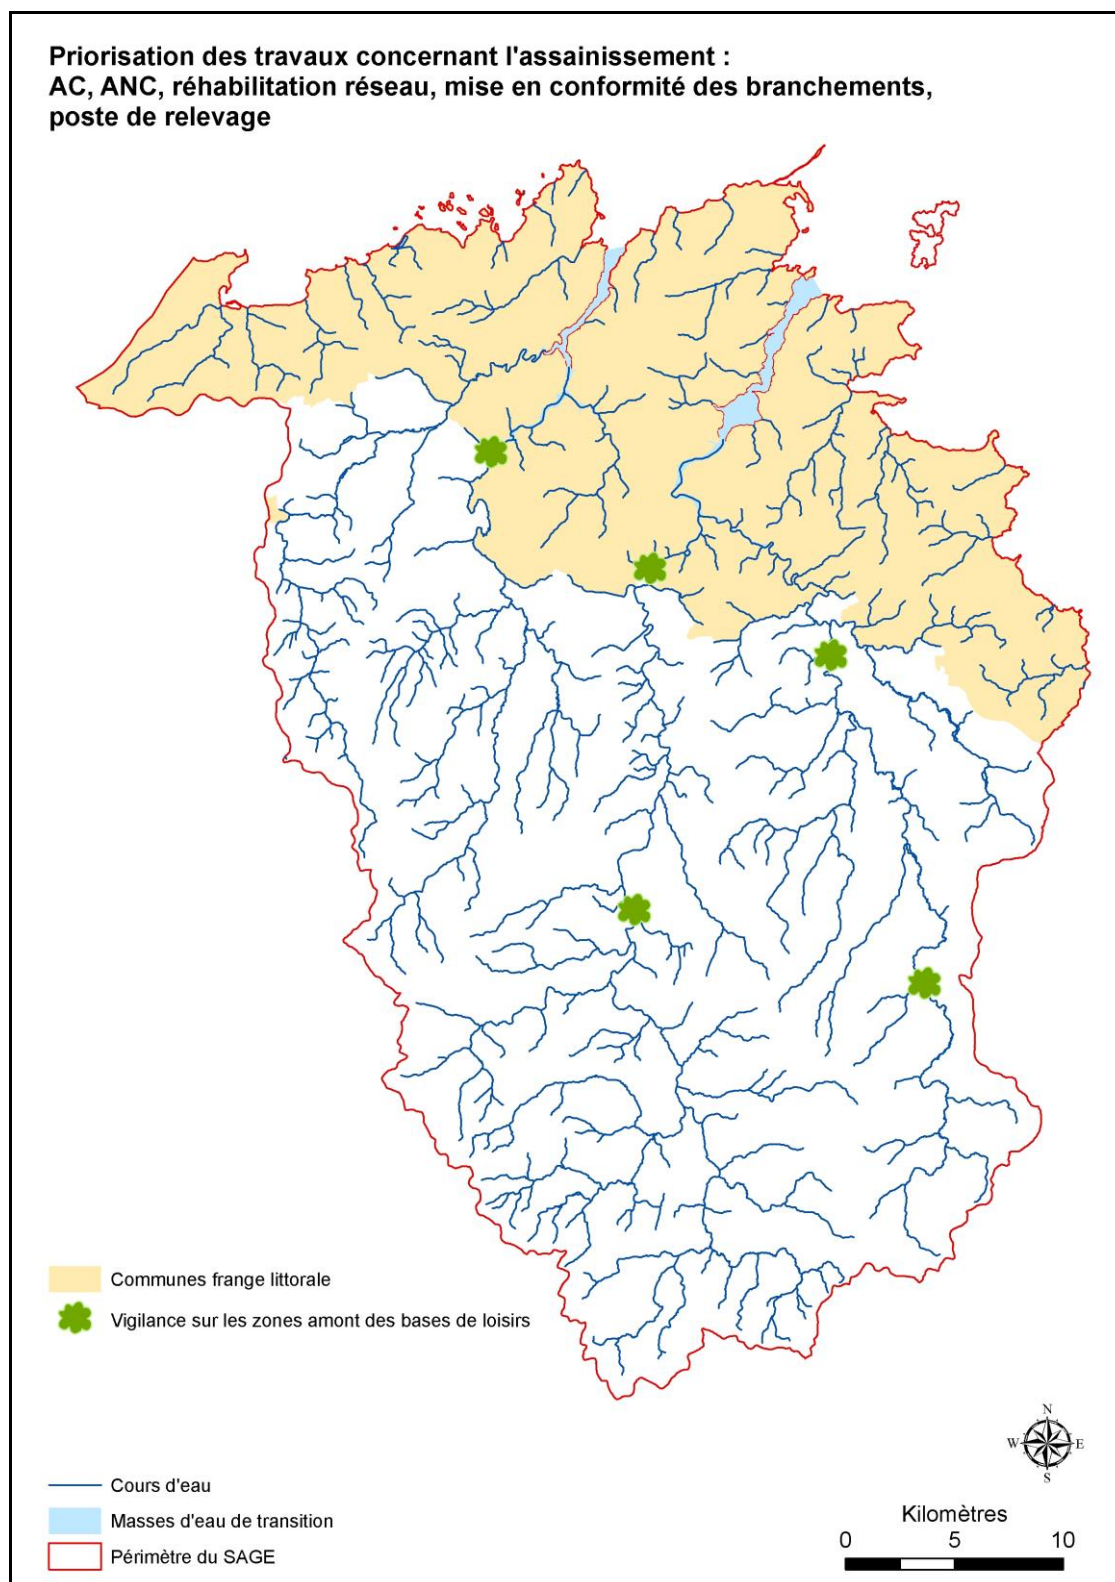 Priorisation des travaux concernant l'assainissement :
AC, ANC, réhabilitation réseau, mise en conformité des branchements,
poste de relevage
Communes frange littorale
Vigilance sur les zones amont des bases de loisirs
N
W E
S
Cours d'eau
Masses d'eau de transition
Périmètre du SAGE
Kilomètres
0 5 10